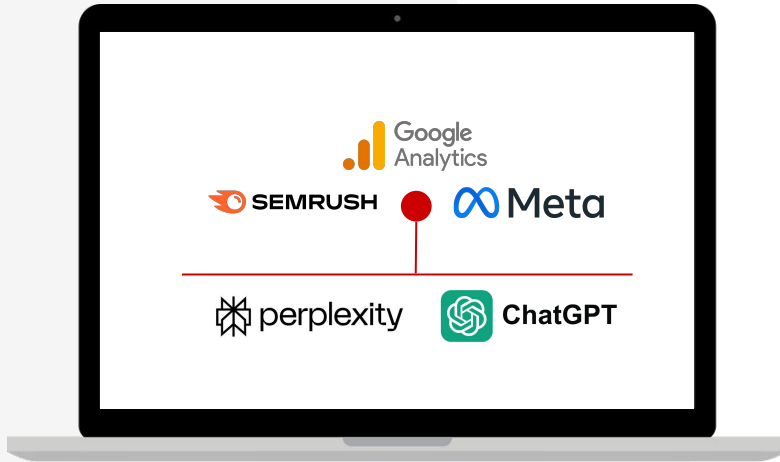 Google
Analytics
SEMRUSH
Meta
perplexity
ChatGPT